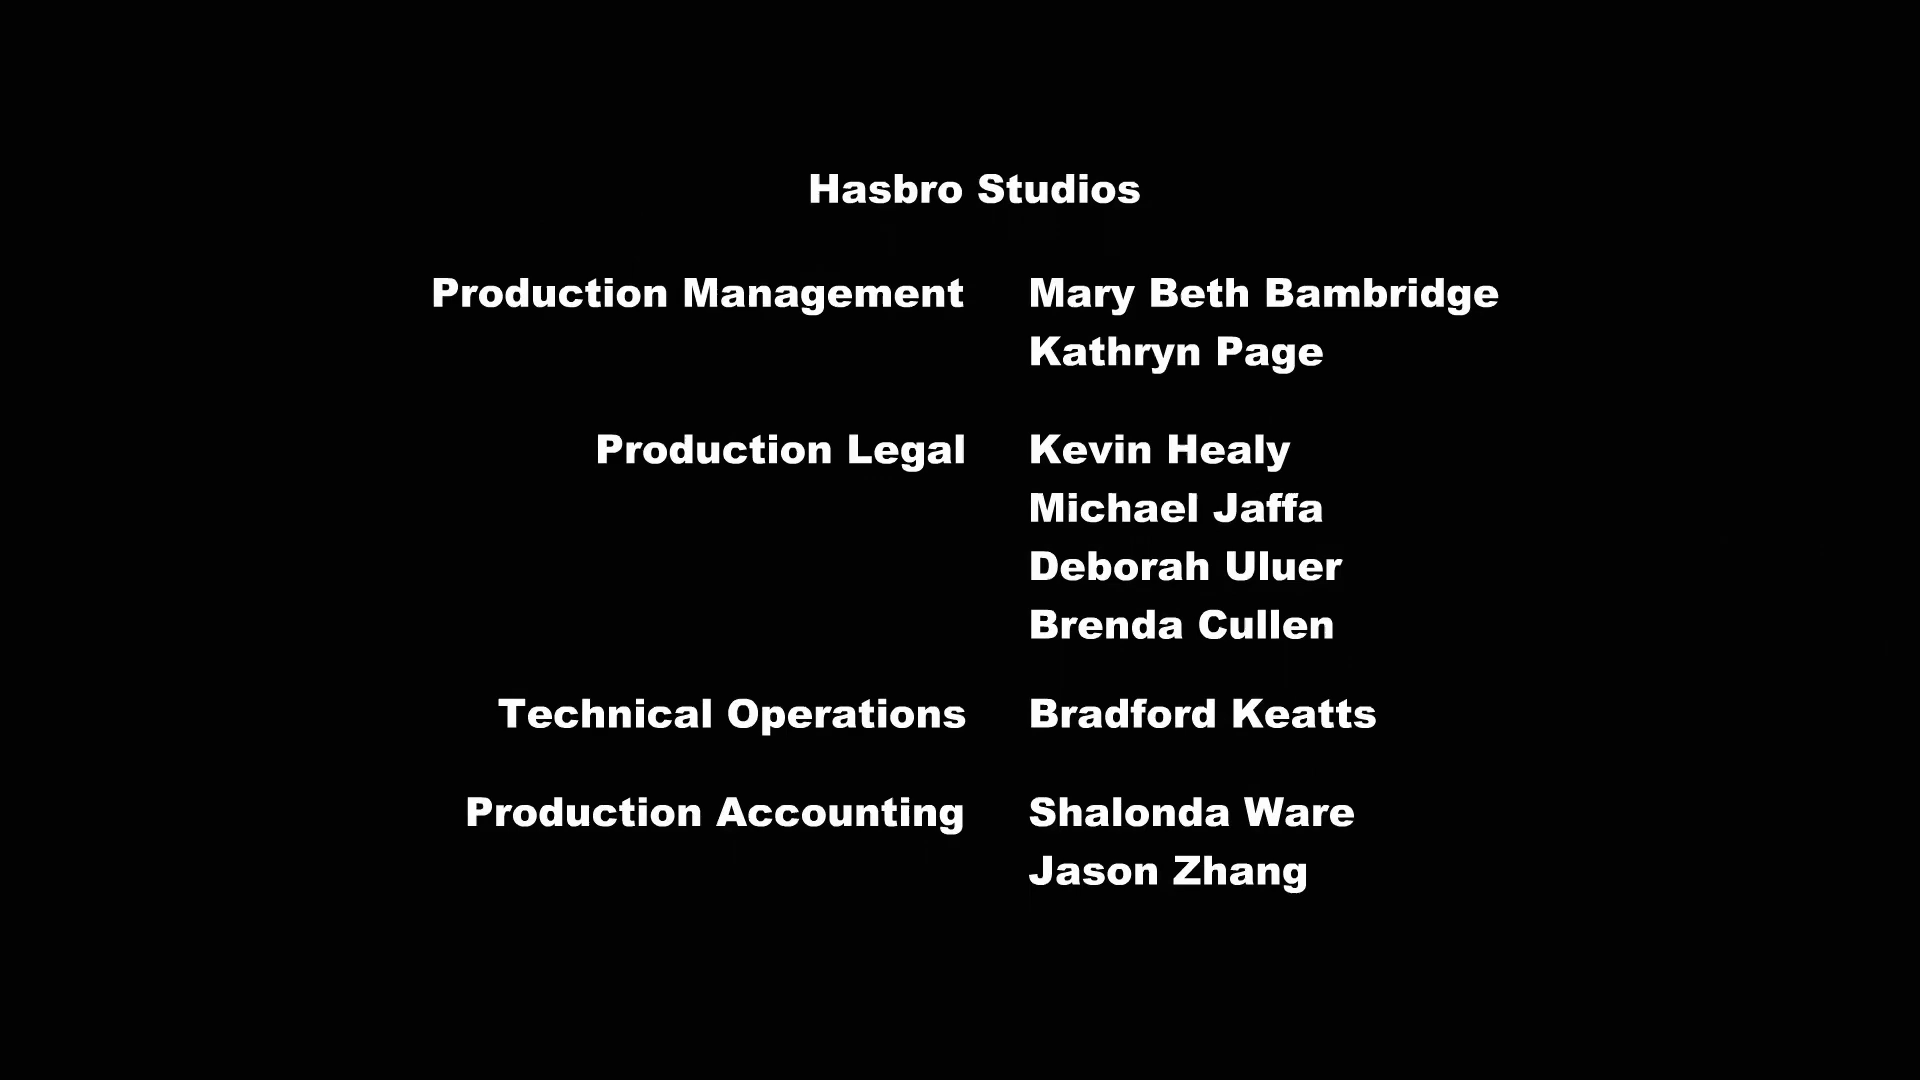 Hasbro Studios
Production Management Mary Beth Bambridge
Kathryn Page
Production Legal Kevin Healy
Michael Jaffa
Deborah Uluer
Brenda Cullen
Technical Operations Bradford Keatts
Production Accounting Shalonda Ware
Jason Zhang